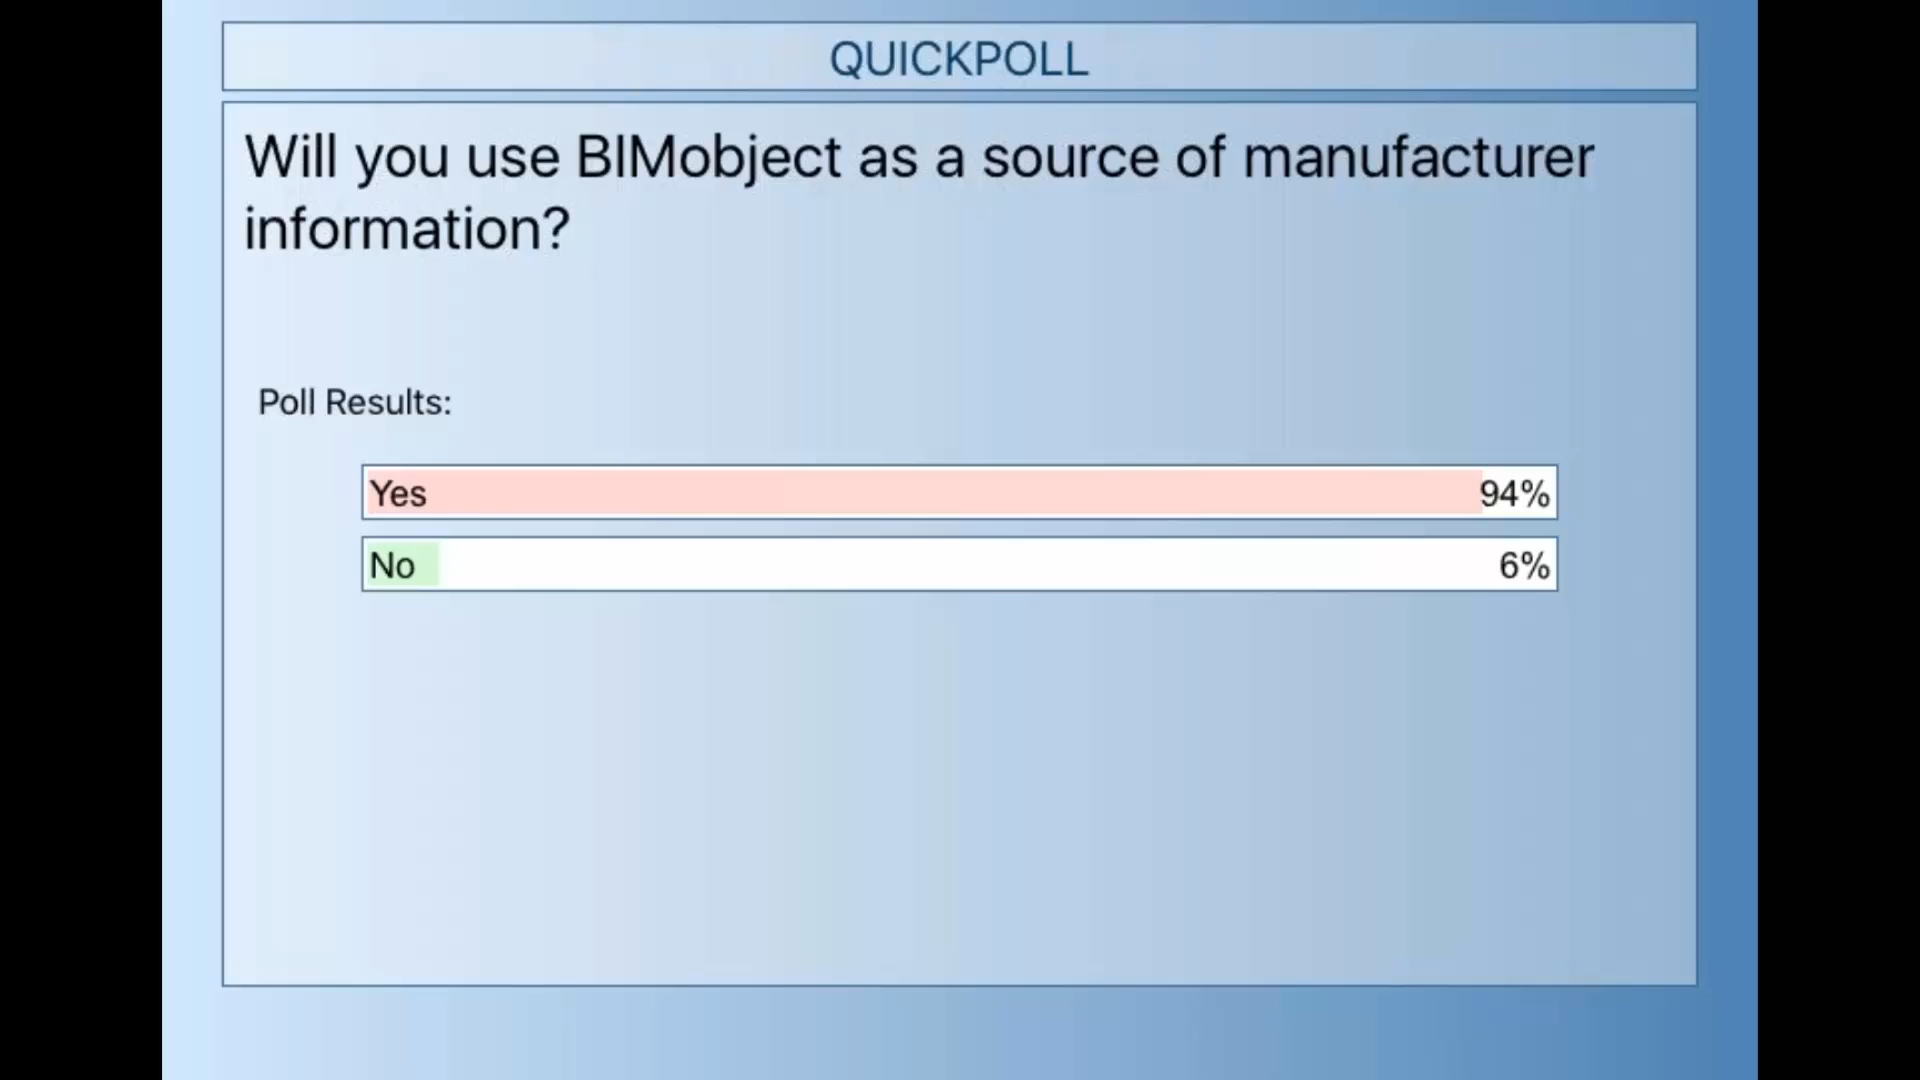 QUICKPOLL
Will you use BIMobject as a source of manufacturer
information?
Poll Results:
Yes 94%
No 6%